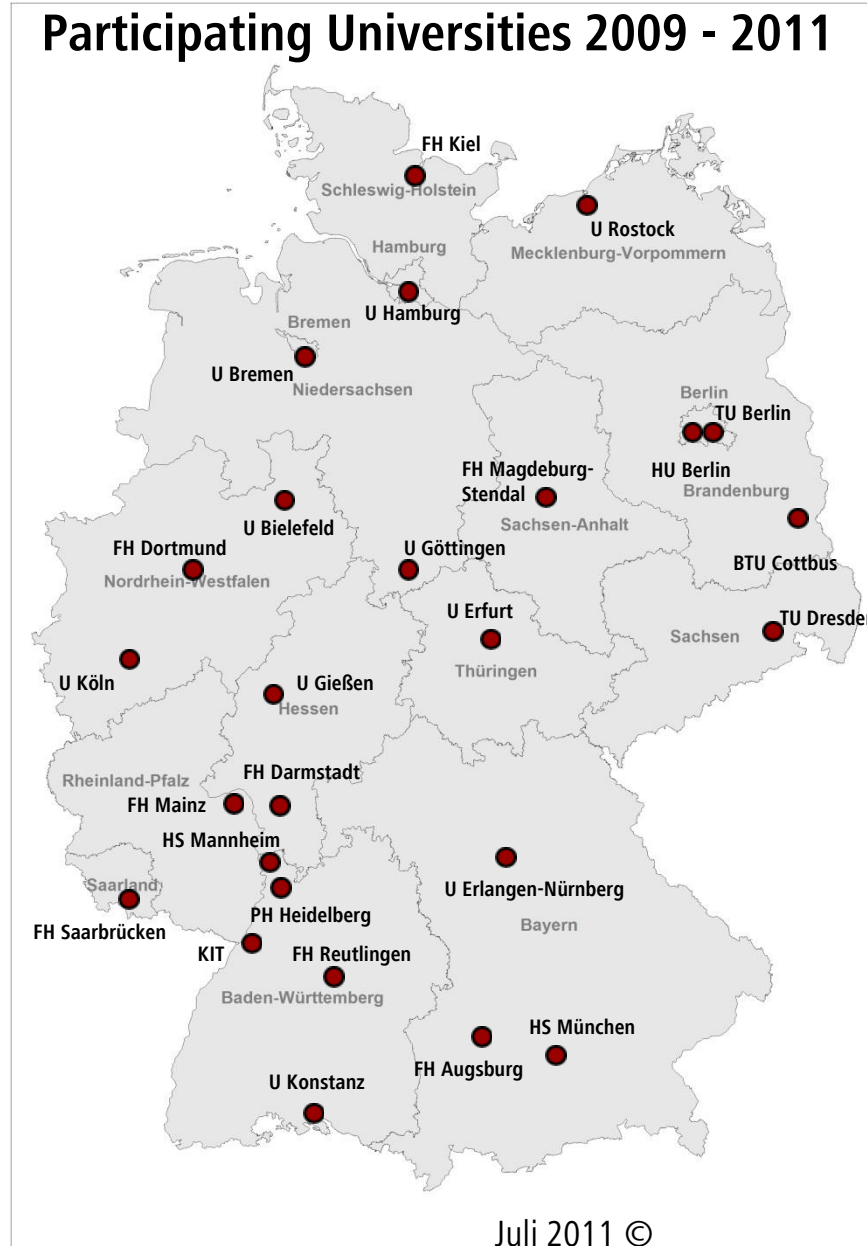 Participating Universities 2009 - 2011
FH Kiel
Schleswig-Holstein
U Rostock
Mecklenburg-Vorpommern
Hamburg
U Hamburg
Bremen
U Bremen
Niedersachsen
Berlin
TU Berlin
HU Berlin
Brandenburg
FH Magdeburg-
Stendal
Sachsen-Anhalt
U Bielefeld
FH Dortmund
Nordrhein-Westfalen
U Göttingen
BTU Cottbus
U Erfurt
Thüringen
TU Dresden
Sachsen
U Köln
U Gießen
Hessen
Rheinland-Pfalz
FH Darmstadt
FH Mainz
HS Mannheim
Saarland
FH Saarbrücken
PH Heidelberg
U Erlangen-Nürnberg
Bayern
KIT
FH Reutlingen
Baden-Württemberg
HS München
FH Augsburg
U Konstanz
Juli 2011 ©